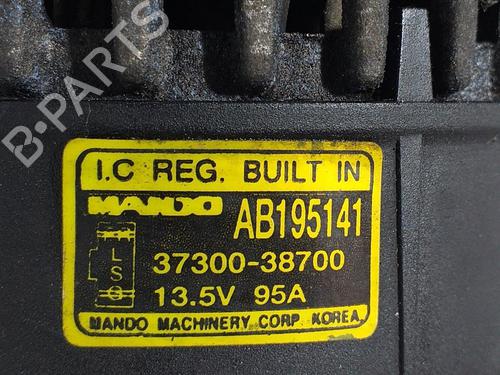 B-PARTS
I.C REG. BUILT IN
MANDO AB195141
L
S
37300-38700
13.5V 95A
MANDO MACHINERY CORP. KOREA.